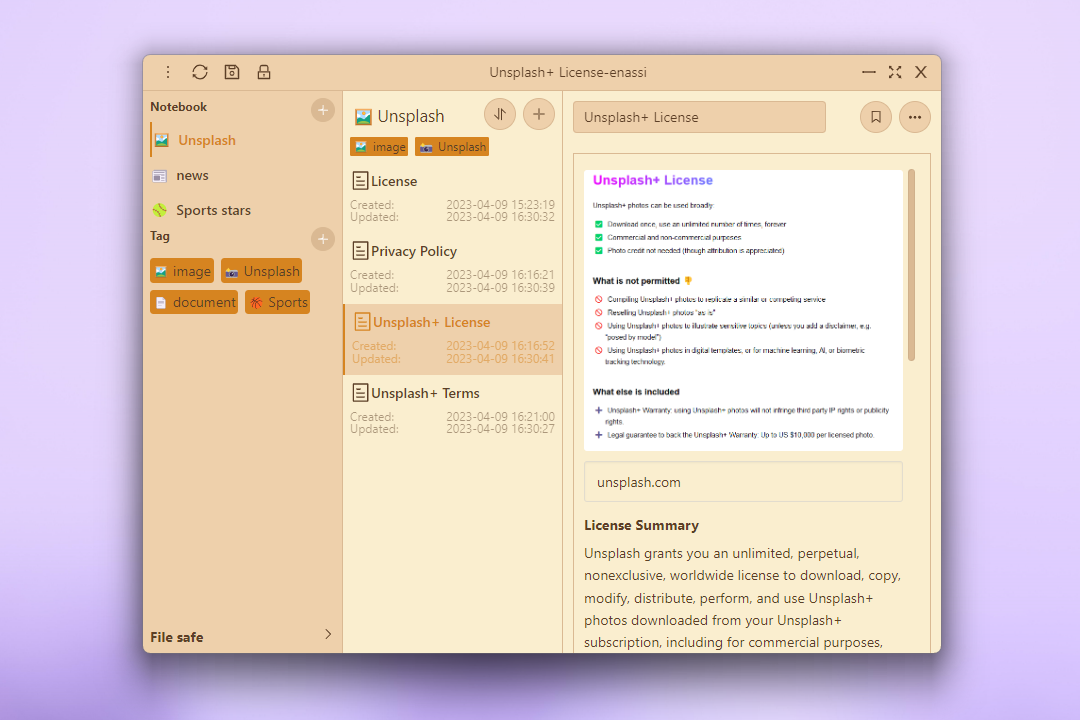 Unsplash+ License-enassi
Notebook
Unsplash
news
Sports stars
Tag
image
Unsplash
document
Sports
File safe
Unsplash
image
Unsplash
License
Created: 2023-04-09 15:23:19
Updated: 2023-04-09 16:30:32
Privacy Policy
Created: 2023-04-09 16:16:21
Updated: 2023-04-09 16:30:39
Unsplash+ License
Created: 2023-04-09 16:16:52
Updated: 2023-04-09 16:30:41
Unsplash+ Terms
Created: 2023-04-09 16:21:00
Updated: 2023-04-09 16:30:27
Unsplash+ License
Unsplash+ License
Unsplash+ photos can be used broadly:
Download once, use an unlimited number of times, forever
Commercial and non-commercial purposes
Photo credit not needed (though attribution is appreciated)
What is not permitted 👎
Compiling Unsplash+ photos to replicate a similar or competing service
Reselling Unsplash+ photos "as is"
Using Unsplash+ photos to illustrate sensitive topics (unless you add a disclaimer, e.g.
"posed by model")
Using Unsplash+ photos in digital templates, or for machine learning, AI, or biometric
tracking technology.
What else is included
Unsplash+ Warranty: using Unsplash+ photos will not infringe third party IP rights or publicity
rights.
Legal guarantee to back the Unsplash+ Warranty: Up to US $10,000 per licensed photo.
unsplash.com
License Summary
Unsplash grants you an unlimited, perpetual,
nonexclusive, worldwide license to download, copy,
modify, distribute, perform, and use Unsplash+
photos downloaded from your Unsplash+
subscription, including for commercial purposes,